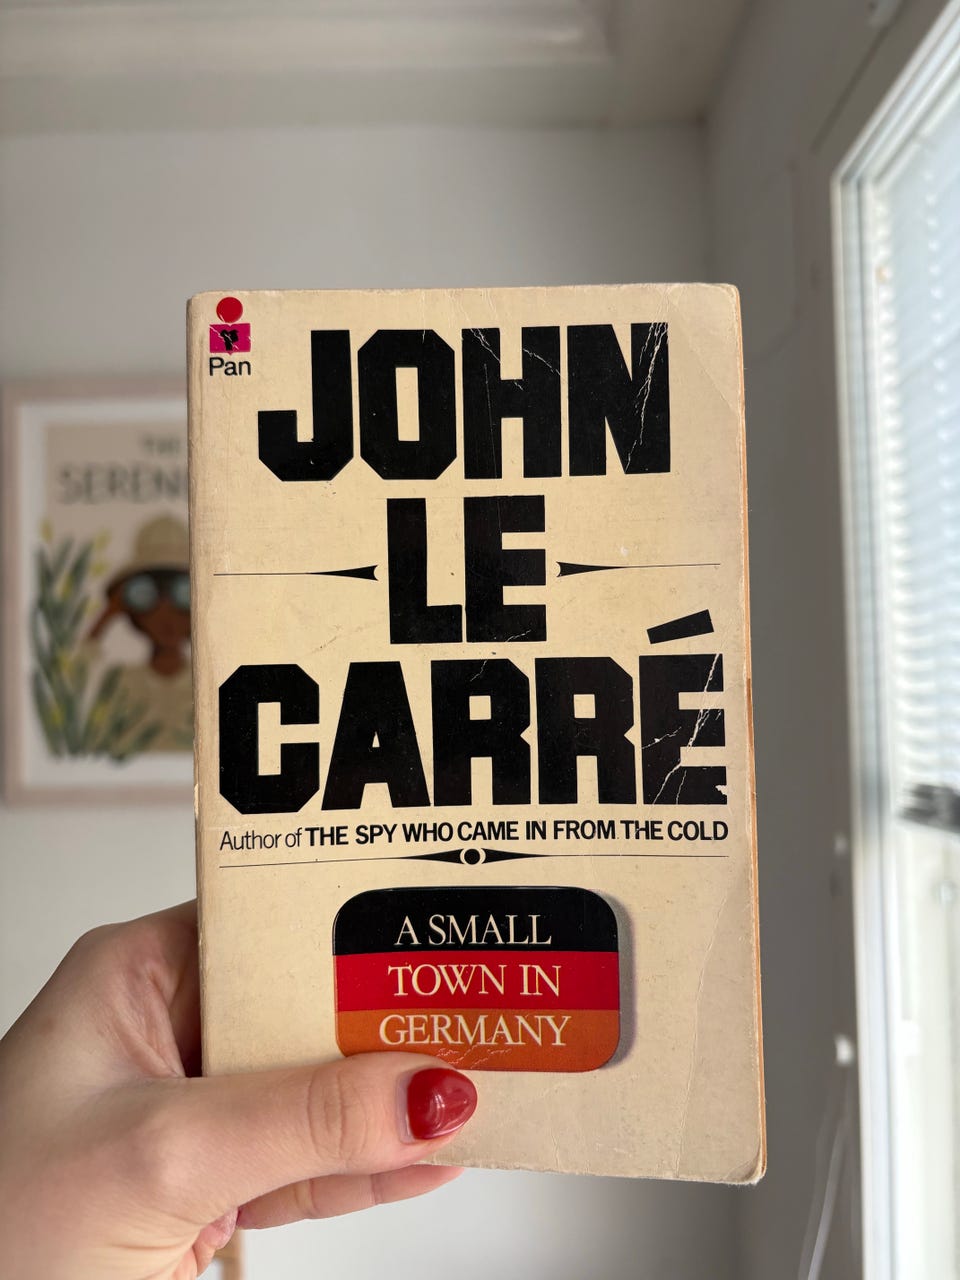 Pan
JOHN
LE
CARRÉ
Author of THE SPY WHO CAME IN FROM THE COLD
A SMALL
TOWN IN
GERMANY